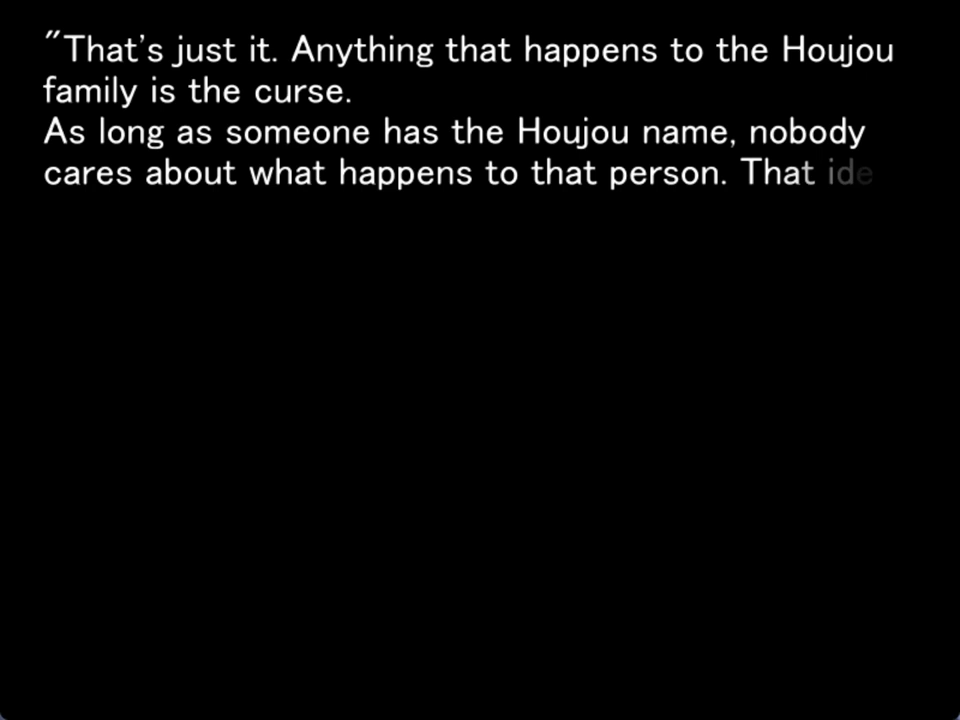 "That's just it. Anything that happens to the Houjou
family is the curse.
As long as someone has the Houjou name, nobody
cares about what happens to that person. That ide